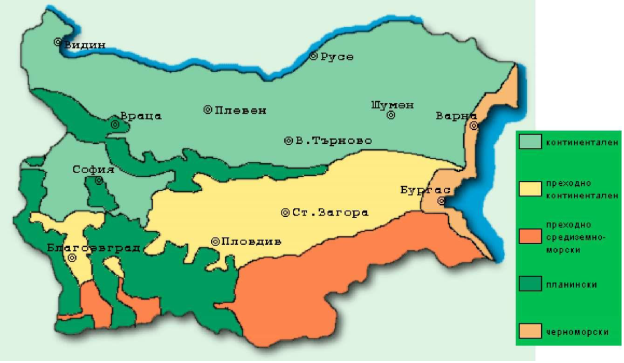 Видин
Русе
Враца
Плевен
Шумен
Варна
В.Търново
София
Бургас
Ст.Загора
Пловдив
Благоевград
континентален
преходно
континентален
преходно
средиземно-
морски
планински
черноморски